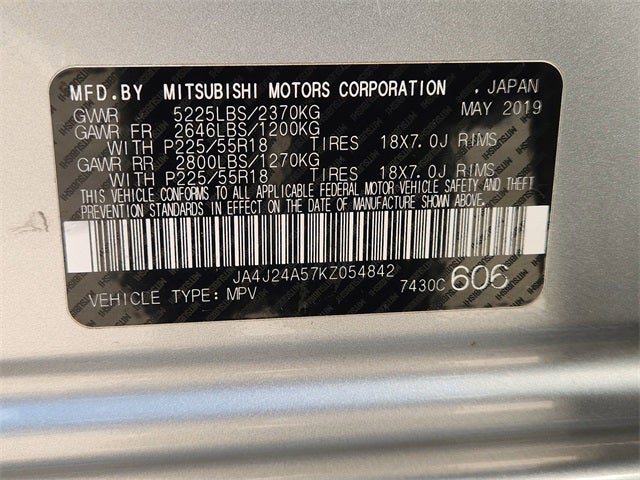 MFD.BY MITSUBISHI MOTORS CORPORATION . JAPAN
GVWR 5225LBS/2370KG MAY 2019
GAWR FR 2646LBS/1200KG
WITH P225/55R18 TIRES 18X7.0J RIMS
GAWR RR 2800LBS/1270KG
WITH P225/55R18 TIRES 18X7.0J RIMS
THIS VEHICLE CONFORMS TO ALL APPLICABLE FEDERAL MOTOR VEHICLE SAFETY AND THEFT
PREVENTION STANDARDS IN EFFECT ON THE DATE OF MANUFACTURE SHOWN ABOVE.
JA4J24A57KZ054842
VEHICLE TYPE: MPV 7430C 606